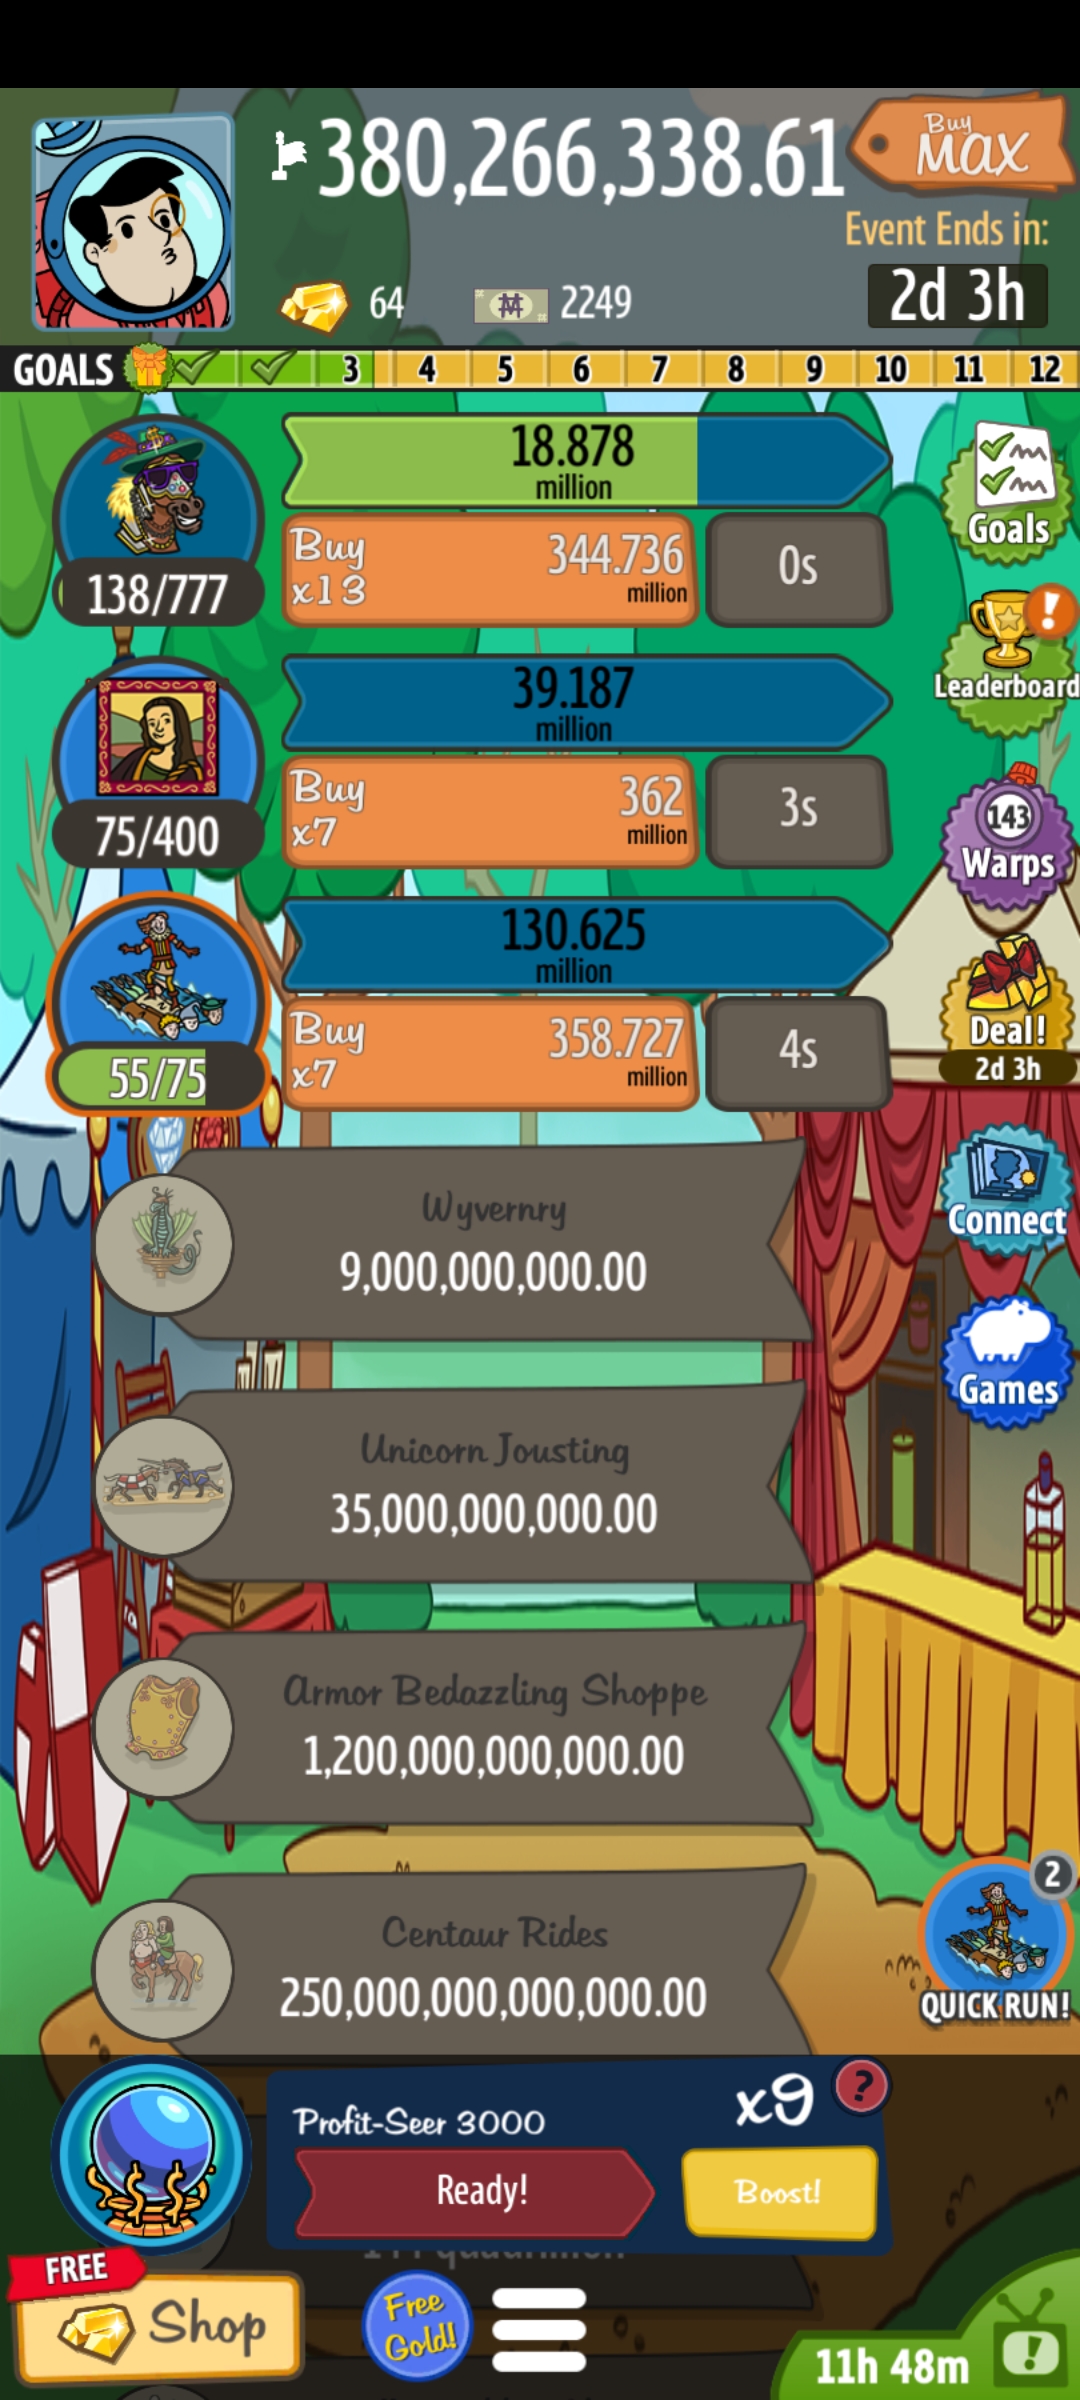 380,266,338.61
Buy
MAX
Event Ends in:
2d 3h
64
2249
GOALS
3
4
5
6
7
8
9
10
11
12
18.878
million
138/777
Buy
x13
344.736
million
0s
Goals
39.187
million
75/400
Buy
x7
362
million
3s
!
Leaderboard
143
Warps
130.625
million
55/75
Buy
x7
358.727
million
4s
Deal!
2d 3h
Wyvernry
9,000,000,000.00
Connect
Unicorn Jousting
35,000,000,000.00
Games
Armor Bedazzling Shoppe
1,200,000,000,000.00
Centaur Rides
250,000,000,000,000.00
2
QUICK RUN!
Profit-Seer 3000
x9
?
Ready!
Boost!
FREE
Shop
Free
Gold!
11h 48m
!